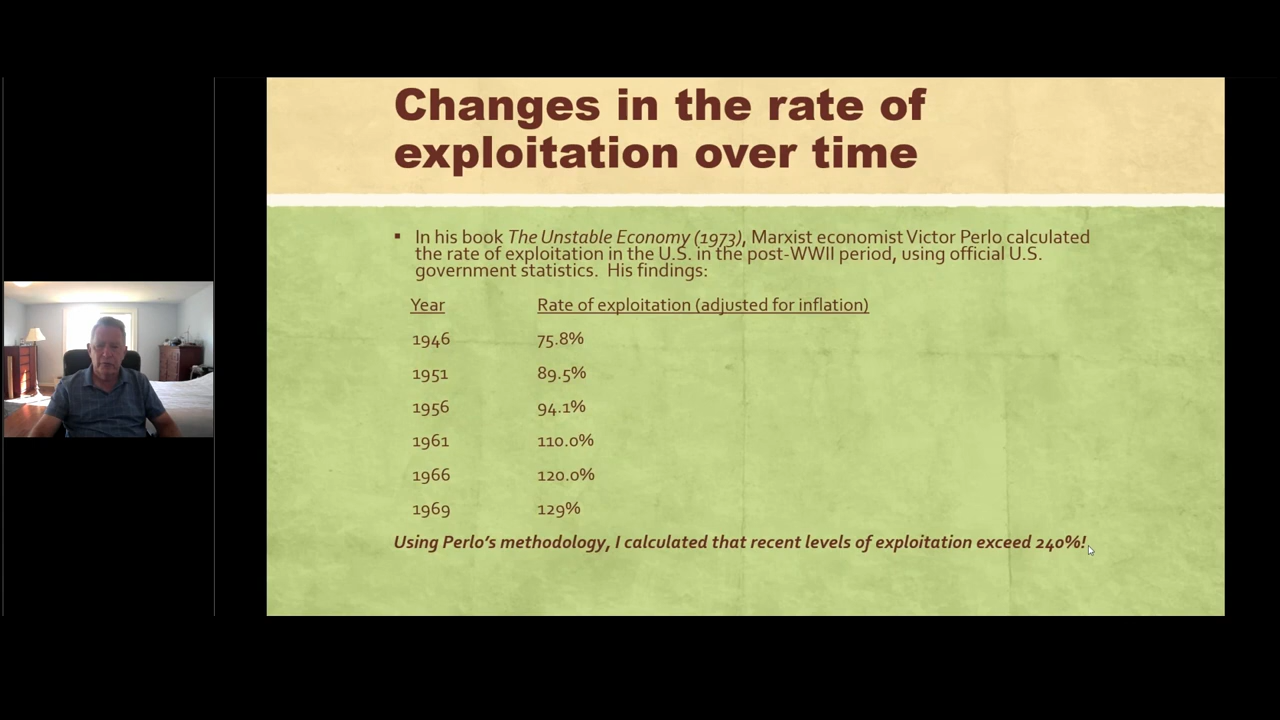 Changes in the rate of
exploitation over time
▪ In his book The Unstable Economy (1973), Marxist economist Victor Perlo calculated
the rate of exploitation in the U.S. in the post-WWII period, using official U.S.
government statistics. His findings:
Year Rate of exploitation (adjusted for inflation)
1946 75.8%
1951 89.5%
1956 94.1%
1961 110.0%
1966 120.0%
1969 129%
Using Perlo's methodology, I calculated that recent levels of exploitation exceed 240%!